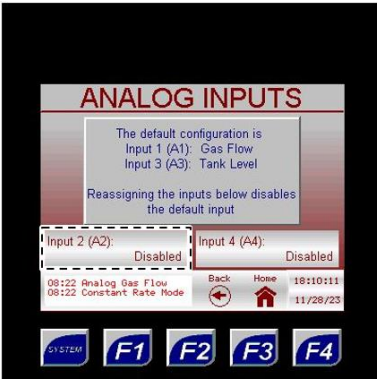 ANALOG INPUTS
The default configuration is
Input 1 (A1): Gas Flow
Input 3 (A3): Tank Level
Reassigning the inputs below disables
the default input
Input 2 (A2):
Disabled
Input 4 (A4):
Disabled
08:22 Analog Gas Flow
08:22 Constant Rate Mode
Back
Home
18:10:11
11/28/23
SYSTEM
F1
F2
F3
F4